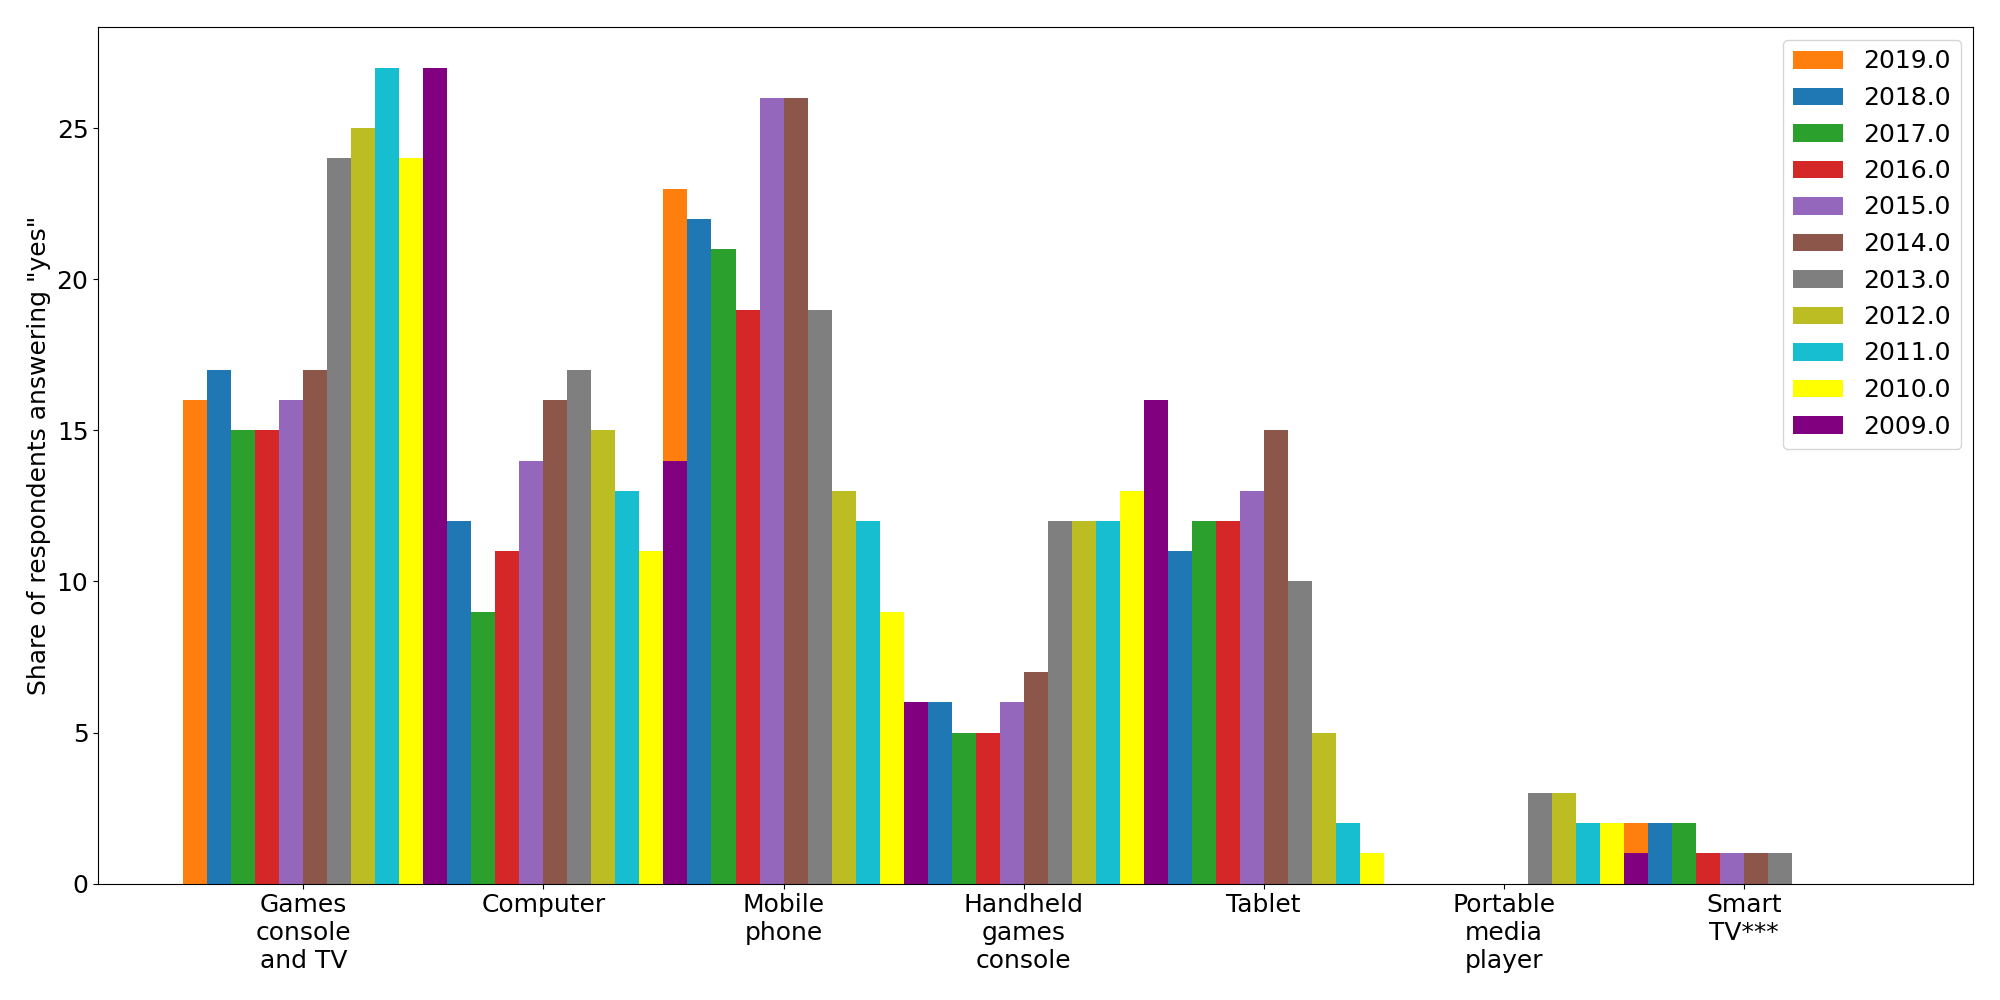 Share of respondents answering "yes"
25
20
15
10
5
0
Games
console
and TV
Computer
Mobile
phone
Handheld
games
console
Tablet
Portable
media
player
Smart
TV***
2019.0
2018.0
2017.0
2016.0
2015.0
2014.0
2013.0
2012.0
2011.0
2010.0
2009.0